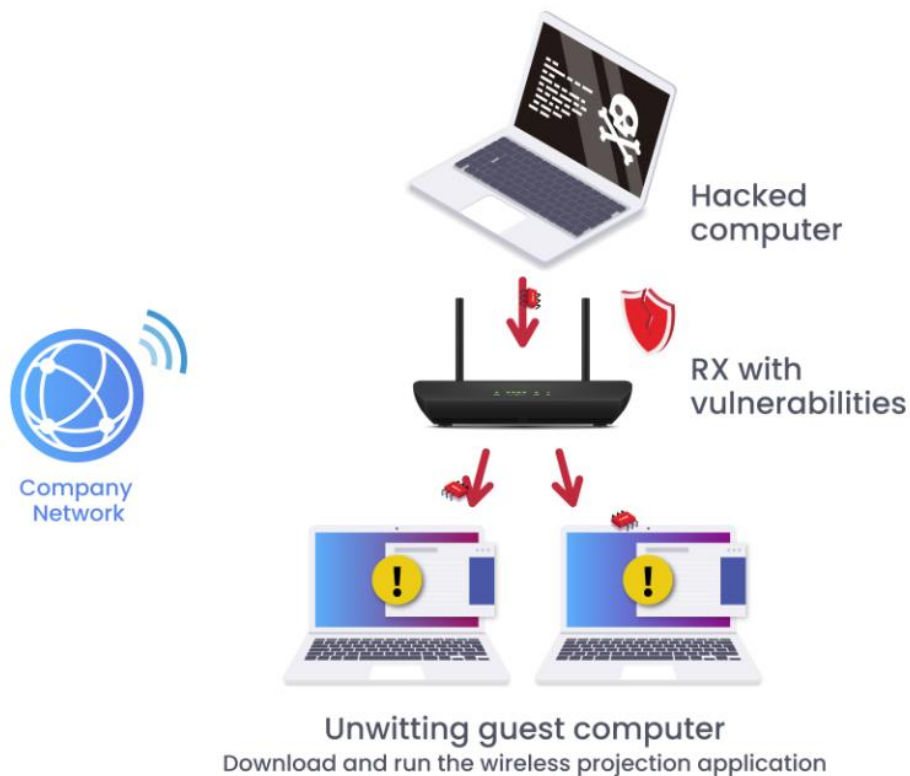 Hacked
computer
RX with
vulnerabilities
Company
Network
Unwitting guest computer
Download and run the wireless projection application